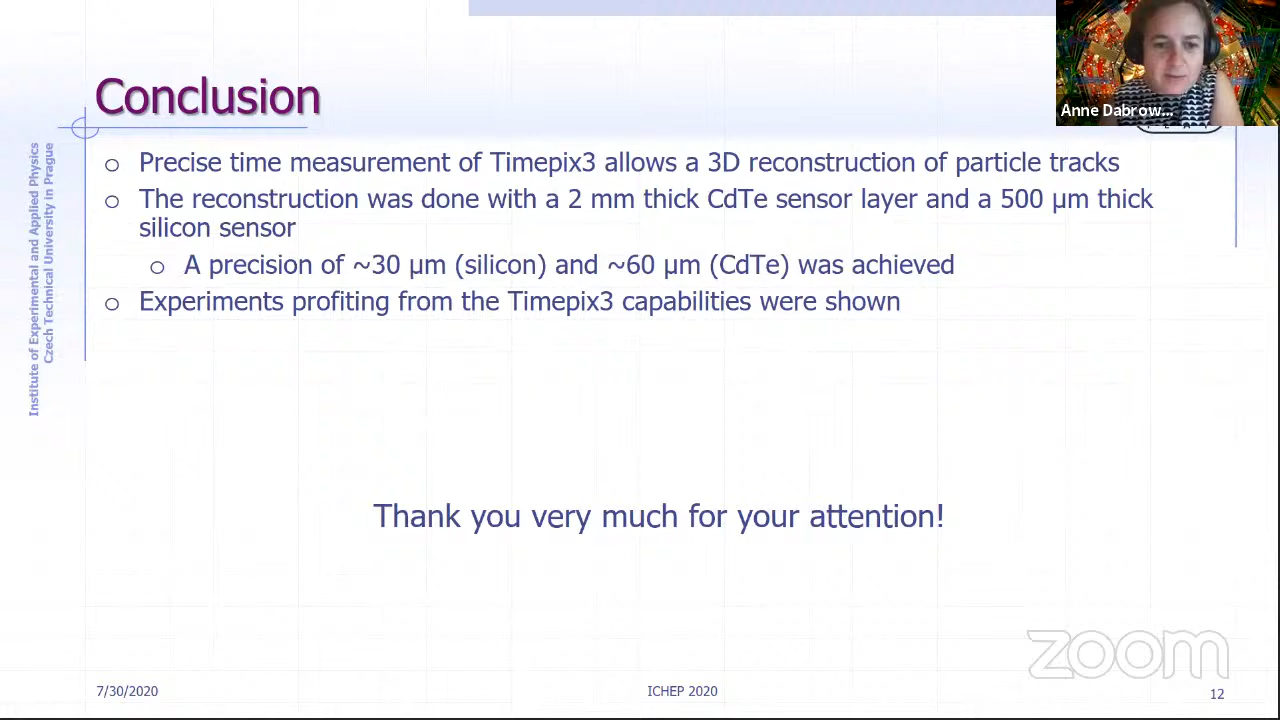 Conclusion
Anne Dabrow...
Institute of Experimental and Applied Physics
Czech Technical University in Prague
o Precise time measurement of Timepix3 allows a 3D reconstruction of particle tracks
o The reconstruction was done with a 2 mm thick CdTe sensor layer and a 500 µm thick
silicon sensor
o A precision of ~30 µm (silicon) and ~60 µm (CdTe) was achieved
o Experiments profiting from the Timepix3 capabilities were shown
Thank you very much for your attention!
zoom
7/30/2020
ICHEP 2020
12